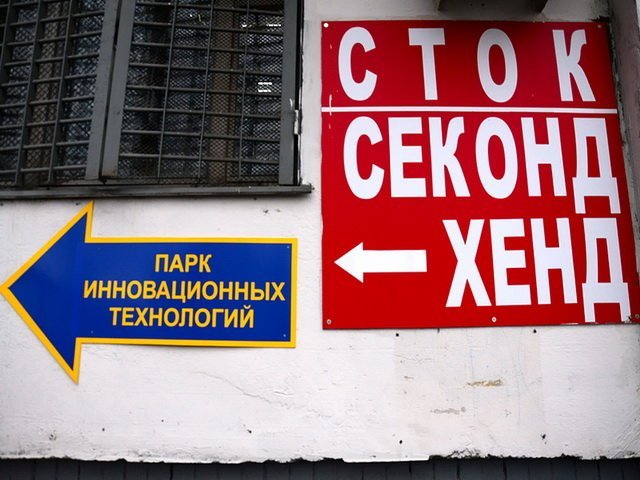 СТОК
СЕКОНД
ХЕНД
ПАРК
ИННОВАЦИОННЫХ
ТЕХНОЛОГИЙ